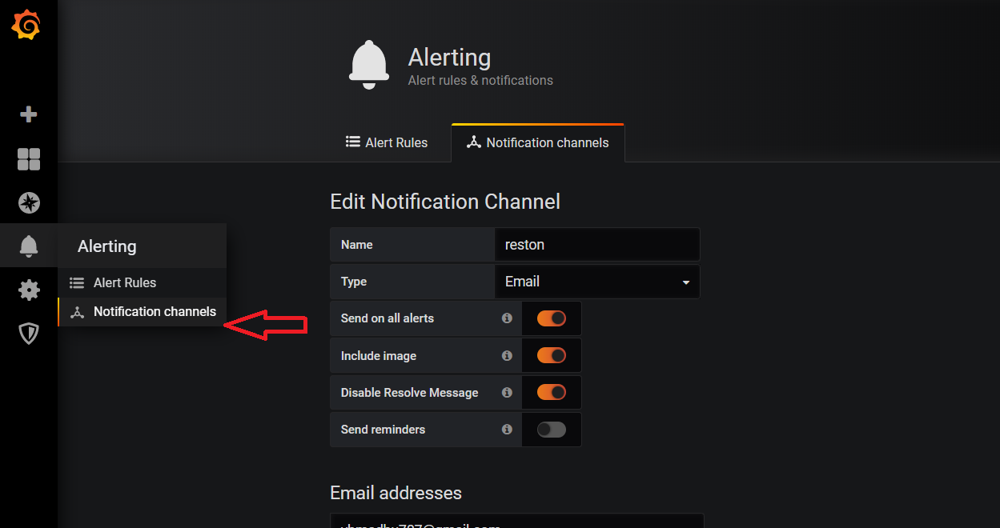 Alerting
Alert rules & notifications
Alert Rules
Notification channels
Alerting
Alert Rules
Notification channels
Edit Notification Channel
Name
reston
Type
Email
Send on all alerts
Include image
Disable Resolve Message
Send reminders
Email addresses